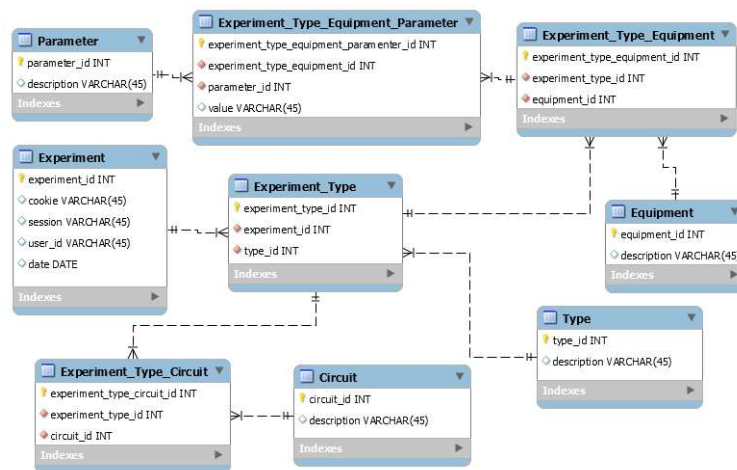 Parameter
parameter_id INT
description VARCHAR(45)
Indexes
Experiment_Type_Equipment_Parameter
experiment_type_equipment_paramenter_id INT
experiment_type_equipment_id INT
parameter_id INT
value VARCHAR(45)
Indexes
Experiment_Type_Equipment
experiment_type_equipment_id INT
experiment_type_id INT
equipment_id INT
Indexes
Experiment
experiment_id INT
cookie VARCHAR(45)
session VARCHAR(45)
user_id VARCHAR(45)
date DATE
Indexes
Experiment_Type
experiment_type_id INT
experiment_id INT
type_id INT
Indexes
Equipment
equipment_id INT
description VARCHAR(45)
Indexes
Type
type_id INT
description VARCHAR(45)
Indexes
Experiment_Type_Circuit
experiment_type_circuit_id INT
experiment_type_id INT
circuit_id INT
Indexes
Circuit
circuit_id INT
description VARCHAR(45)
Indexes